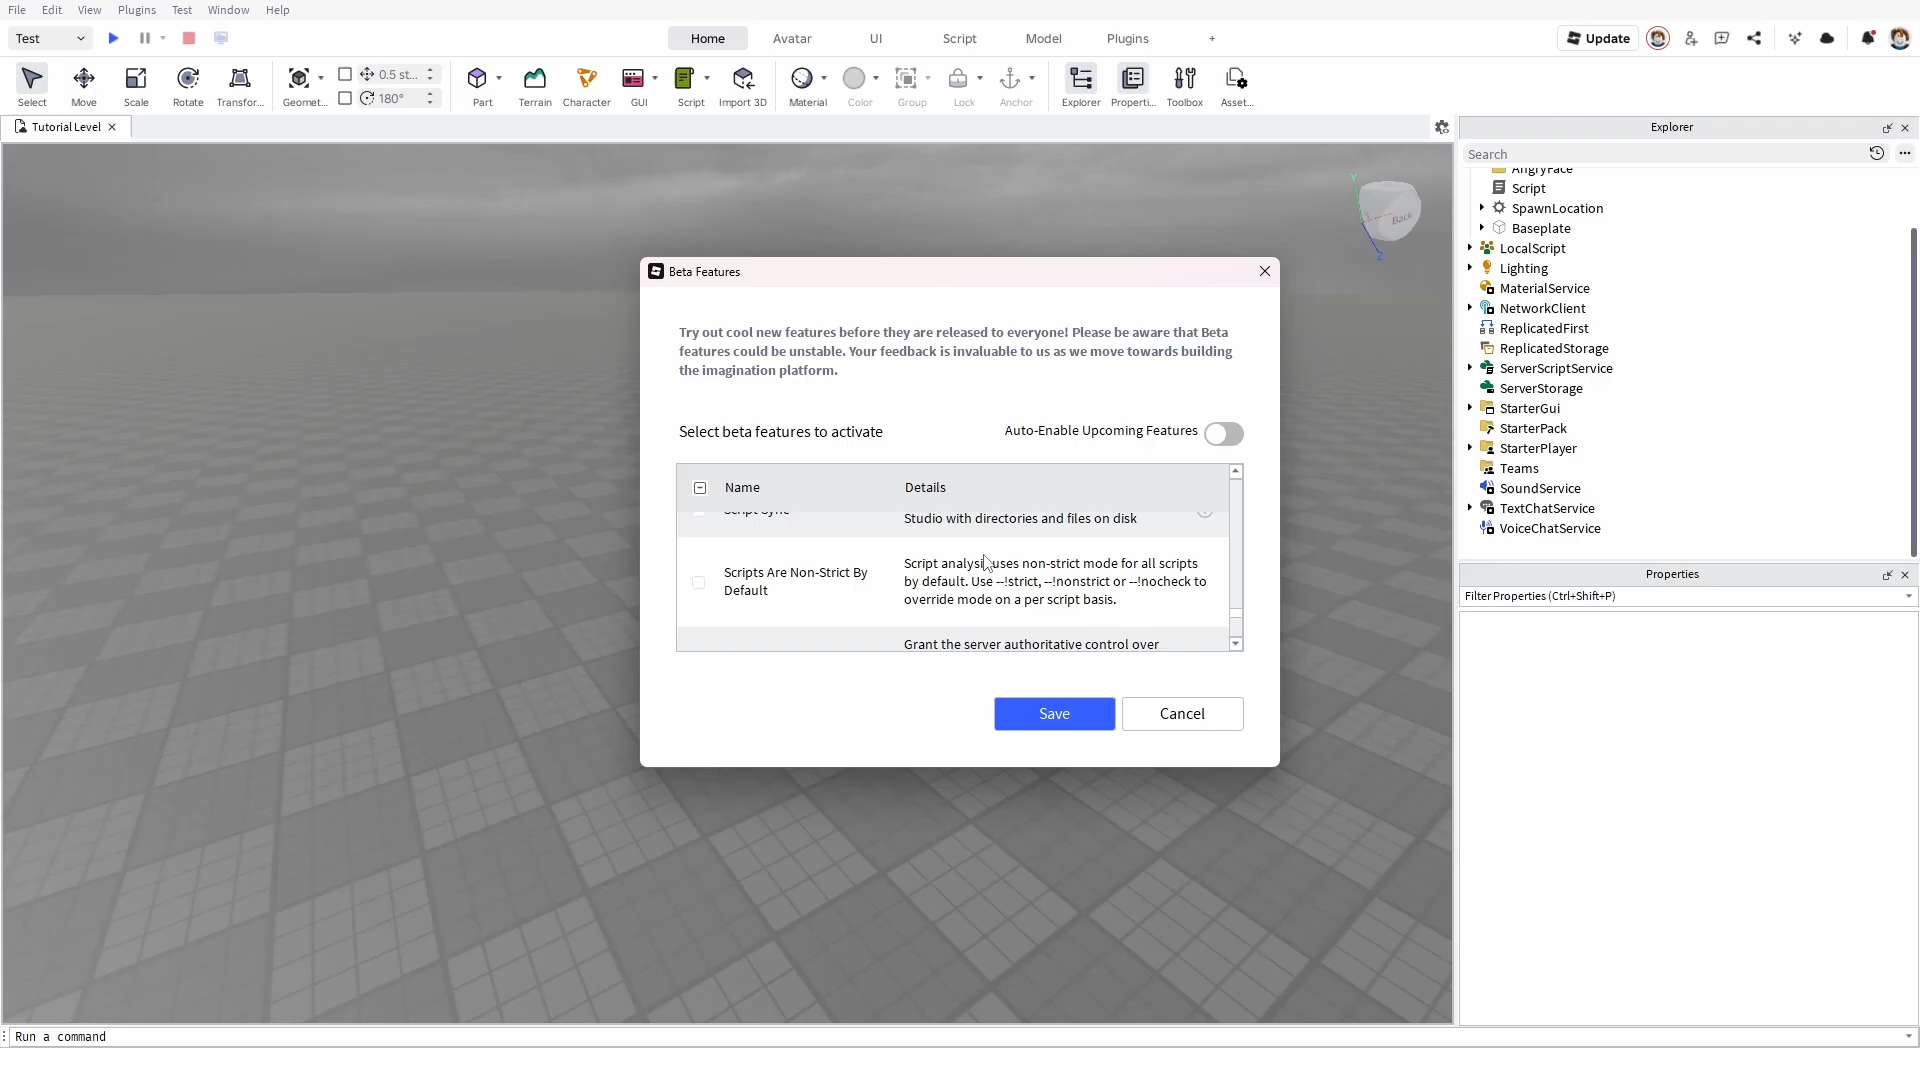 File Edit View Plugins Test Window Help
Test Home Avatar UI Script Model Plugins + Update
Select Move Scale Rotate Transfor... Geomet... 0.5 st... 180° Part Terrain Character GUI Script Import 3D Material Color Group Lock Anchor Explorer Properti... Toolbox Asset...
Tutorial Level
Explorer
Search
AngryFace
Script
SpawnLocation
Baseplate
LocalScript
Lighting
MaterialService
NetworkClient
ReplicatedFirst
ReplicatedStorage
ServerScriptService
ServerStorage
StarterGui
StarterPack
StarterPlayer
Teams
SoundService
TextChatService
VoiceChatService
Properties
Filter Properties (Ctrl+Shift+P)
Y
Back
Z
Beta Features
Try out cool new features before they are released to everyone! Please be aware that Beta
features could be unstable. Your feedback is invaluable to us as we move towards building
the imagination platform.
Select beta features to activate
Auto-Enable Upcoming Features
Name Details
Script Sync
Studio with directories and files on disk
Scripts Are Non-Strict By
Default
Script analysis uses non-strict mode for all scripts
by default. Use --!strict, --!nonstrict or --!nocheck to
override mode on a per script basis.
Grant the server authoritative control over
Save Cancel
Run a command